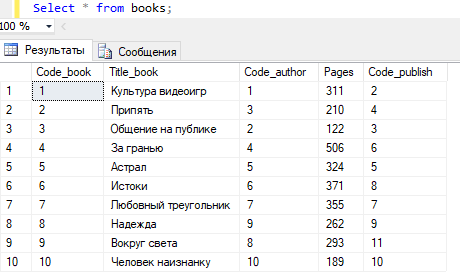 Select * from books;
100 %
Результаты Сообщения
Code_book Title_book Code_author Pages Code_publish
1 1 Культура видеоигр 1 311 2
2 2 Припять 3 210 4
3 3 Общение на публике 2 122 3
4 4 За гранью 4 506 6
5 5 Астрал 5 324 5
6 6 Истоки 6 371 8
7 7 Любовный треугольник 7 355 7
8 8 Надежда 9 262 9
9 9 Вокруг света 8 293 11
10 10 Человек наизнанку 10 189 10